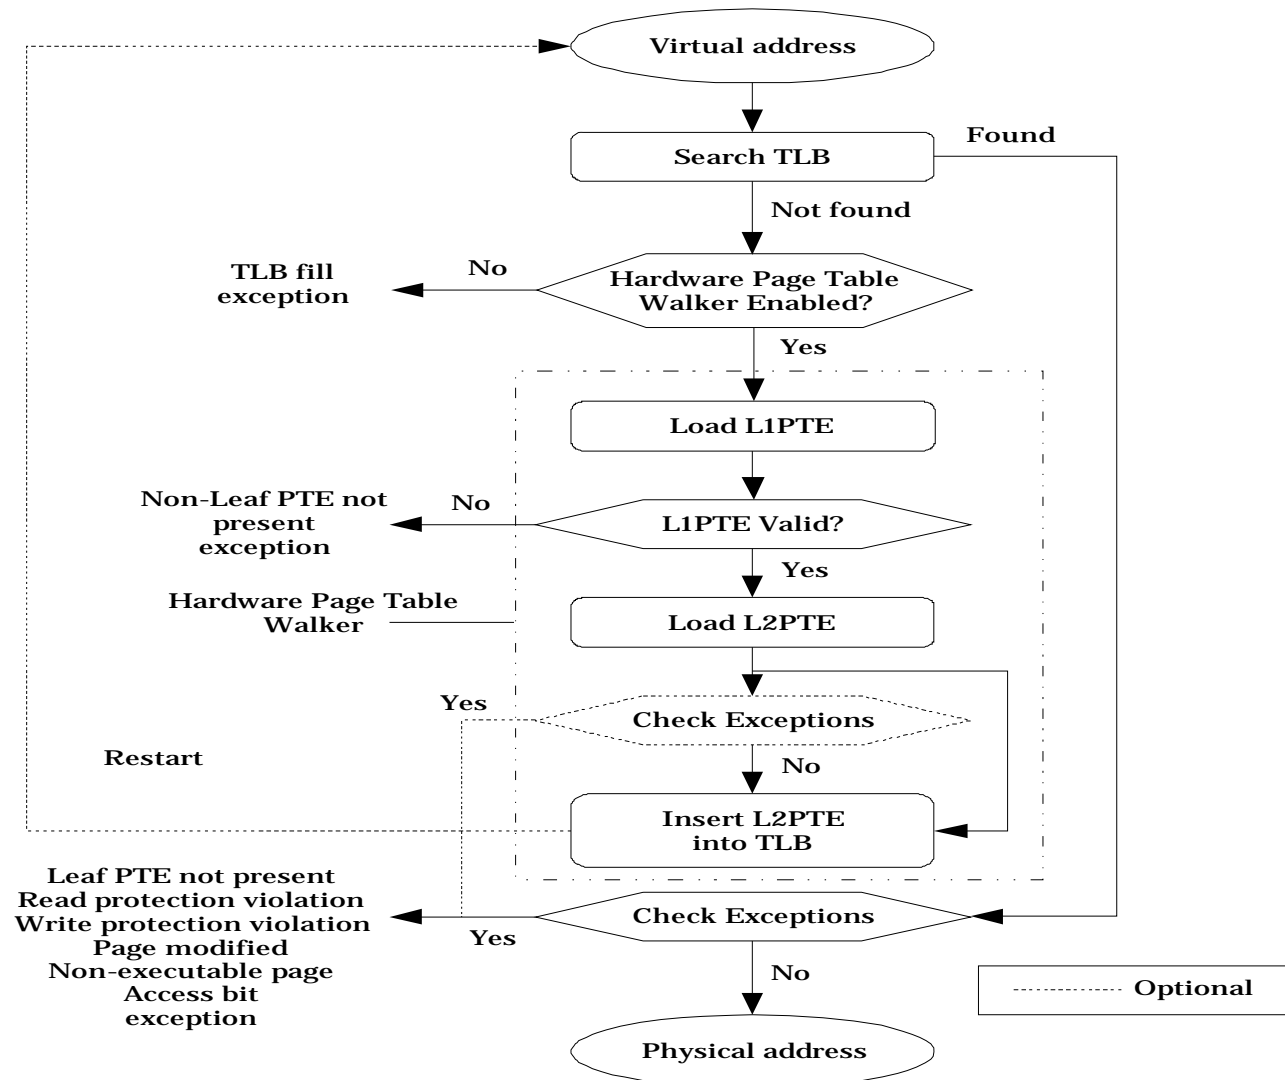 Virtual address
Found
Search TLB
Not found
No
TLB fill
exception
Hardware Page Table
Walker Enabled?
Yes
Load L1PTE
Non-Leaf PTE not
present
exception
No
L1PTE Valid?
Yes
Hardware Page Table
Walker
Load L2PTE
Yes
Check Exceptions
Restart
No
Insert L2PTE
into TLB
Leaf PTE not present
Read protection violation
Write protection violation
Page modified
Non-executable page
Access bit
exception
Yes
Check Exceptions
No
Optional
Physical address